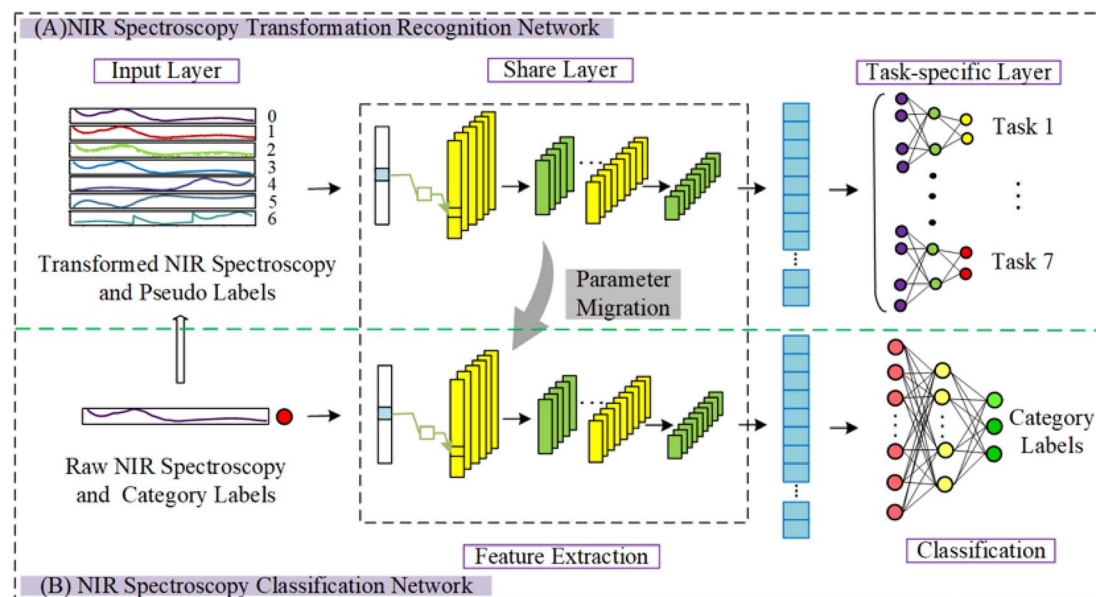 (A)NIR Spectroscopy Transformation Recognition Network
Input Layer
Share Layer
Task-specific Layer
0
1
2
3
4
5
6
Task 1
Task 7
Transformed NIR Spectroscopy
and Pseudo Labels
Parameter
Migration
Raw NIR Spectroscopy
and Category Labels
Category
Labels
Feature Extraction
Classification
(B) NIR Spectroscopy Classification Network